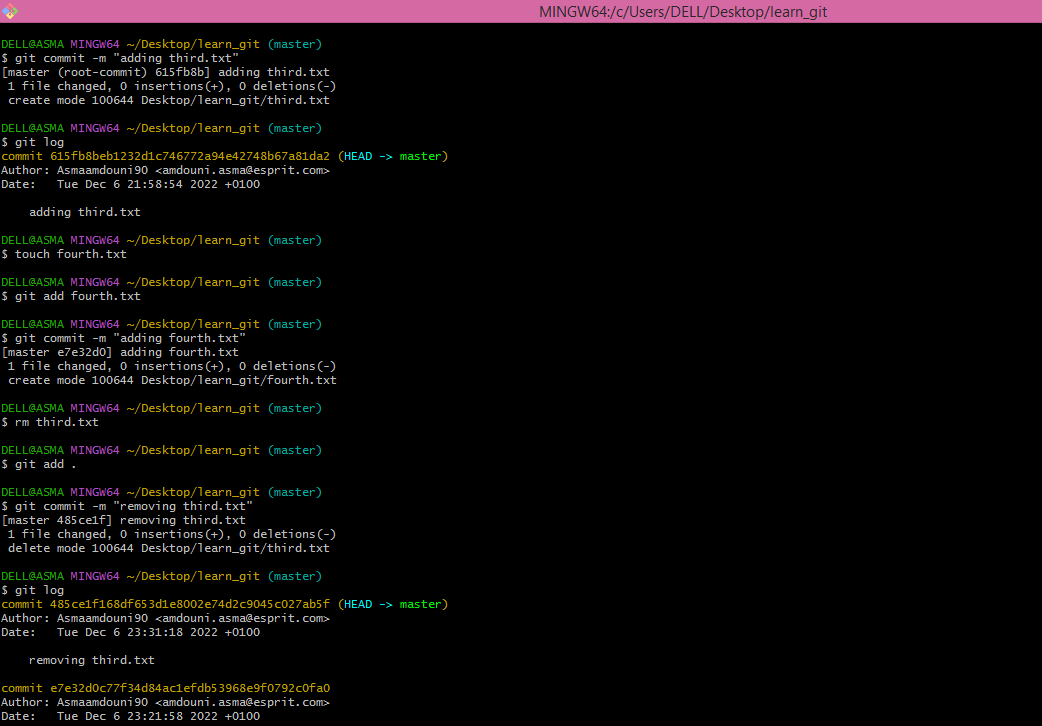 MINGW64:/c/Users/DELL/Desktop/learn_git
DELL@ASMA MINGW64 ~/Desktop/learn_git (master)
$ git commit -m "adding third.txt"
[master (root-commit) 615fb8b] adding third.txt
 1 file changed, 0 insertions(+), 0 deletions(-)
 create mode 100644 Desktop/learn_git/third.txt
DELL@ASMA MINGW64 ~/Desktop/learn_git (master)
$ git log
commit 615fb8beb1232d1c746772a94e42748b67a81da2 (HEAD -> master)
Author: Asmaamdouni90 <amdouni.asma@esprit.com>
Date:   Tue Dec 6 21:58:54 2022 +0100
    adding third.txt
DELL@ASMA MINGW64 ~/Desktop/learn_git (master)
$ touch fourth.txt
DELL@ASMA MINGW64 ~/Desktop/learn_git (master)
$ git add fourth.txt
DELL@ASMA MINGW64 ~/Desktop/learn_git (master)
$ git commit -m "adding fourth.txt"
[master e7e32d0] adding fourth.txt
 1 file changed, 0 insertions(+), 0 deletions(-)
 create mode 100644 Desktop/learn_git/fourth.txt
DELL@ASMA MINGW64 ~/Desktop/learn_git (master)
$ rm third.txt
DELL@ASMA MINGW64 ~/Desktop/learn_git (master)
$ git add .
DELL@ASMA MINGW64 ~/Desktop/learn_git (master)
$ git commit -m "removing third.txt"
[master 485ce1f] removing third.txt
 1 file changed, 0 insertions(+), 0 deletions(-)
 delete mode 100644 Desktop/learn_git/third.txt
DELL@ASMA MINGW64 ~/Desktop/learn_git (master)
$ git log
commit 485ce1f168df653d1e8002e74d2c9045c027ab5f (HEAD -> master)
Author: Asmaamdouni90 <amdouni.asma@esprit.com>
Date:   Tue Dec 6 23:31:18 2022 +0100
    removing third.txt
commit e7e32d0c77f34d84ac1efdb53968e9f0792c0fa0
Author: Asmaamdouni90 <amdouni.asma@esprit.com>
Date:   Tue Dec 6 23:21:58 2022 +0100